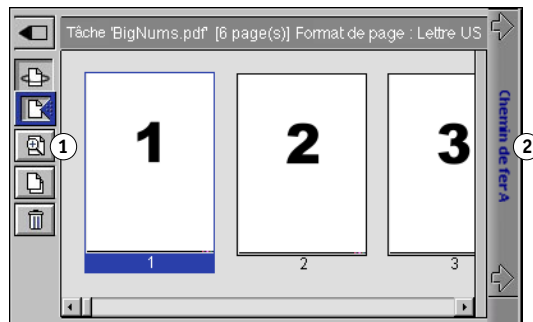 Tâche 'BigNums.pdf' [6 page(s)] Format de page : Lettre US
1 2 3
1 2 3
Chemin de fer A
1
2